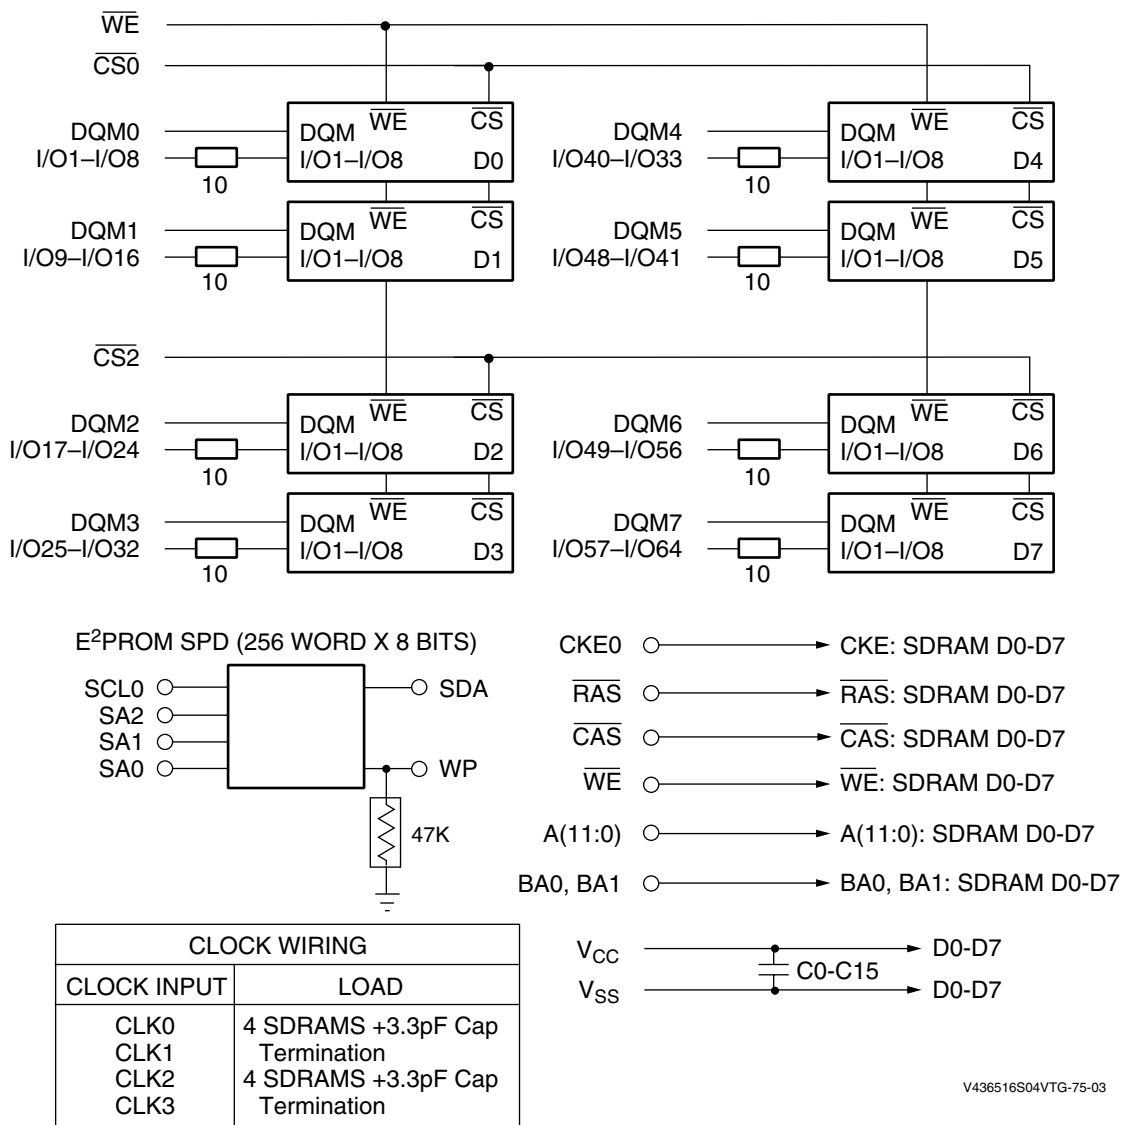 WE
CS0
DQM0
I/O1–I/O8
10
DQM WE CS
I/O1–I/O8 D0
DQM4
I/O40–I/O33
10
DQM WE CS
I/O1–I/O8 D4
DQM1
I/O9–I/O16
10
DQM WE CS
I/O1–I/O8 D1
DQM5
I/O48–I/O41
10
DQM WE CS
I/O1–I/O8 D5
CS2
DQM2
I/O17–I/O24
10
DQM WE CS
I/O1–I/O8 D2
DQM6
I/O49–I/O56
10
DQM WE CS
I/O1–I/O8 D6
DQM3
I/O25–I/O32
10
DQM WE CS
I/O1–I/O8 D3
DQM7
I/O57–I/O64
10
DQM WE CS
I/O1–I/O8 D7
E²PROM SPD (256 WORD X 8 BITS)
SCL0
SA2
SA1
SA0
SDA
WP
47K
CKE0 CKE: SDRAM D0-D7
RAS RAS: SDRAM D0-D7
CAS CAS: SDRAM D0-D7
WE WE: SDRAM D0-D7
A(11:0) A(11:0): SDRAM D0-D7
BA0, BA1 BA0, BA1: SDRAM D0-D7
VCC D0-D7
C0-C15
VSS D0-D7
CLOCK WIRING
CLOCK INPUT LOAD
CLK0 4 SDRAMS +3.3pF Cap
CLK1 Termination
CLK2 4 SDRAMS +3.3pF Cap
CLK3 Termination
V436516S04VTG-75-03